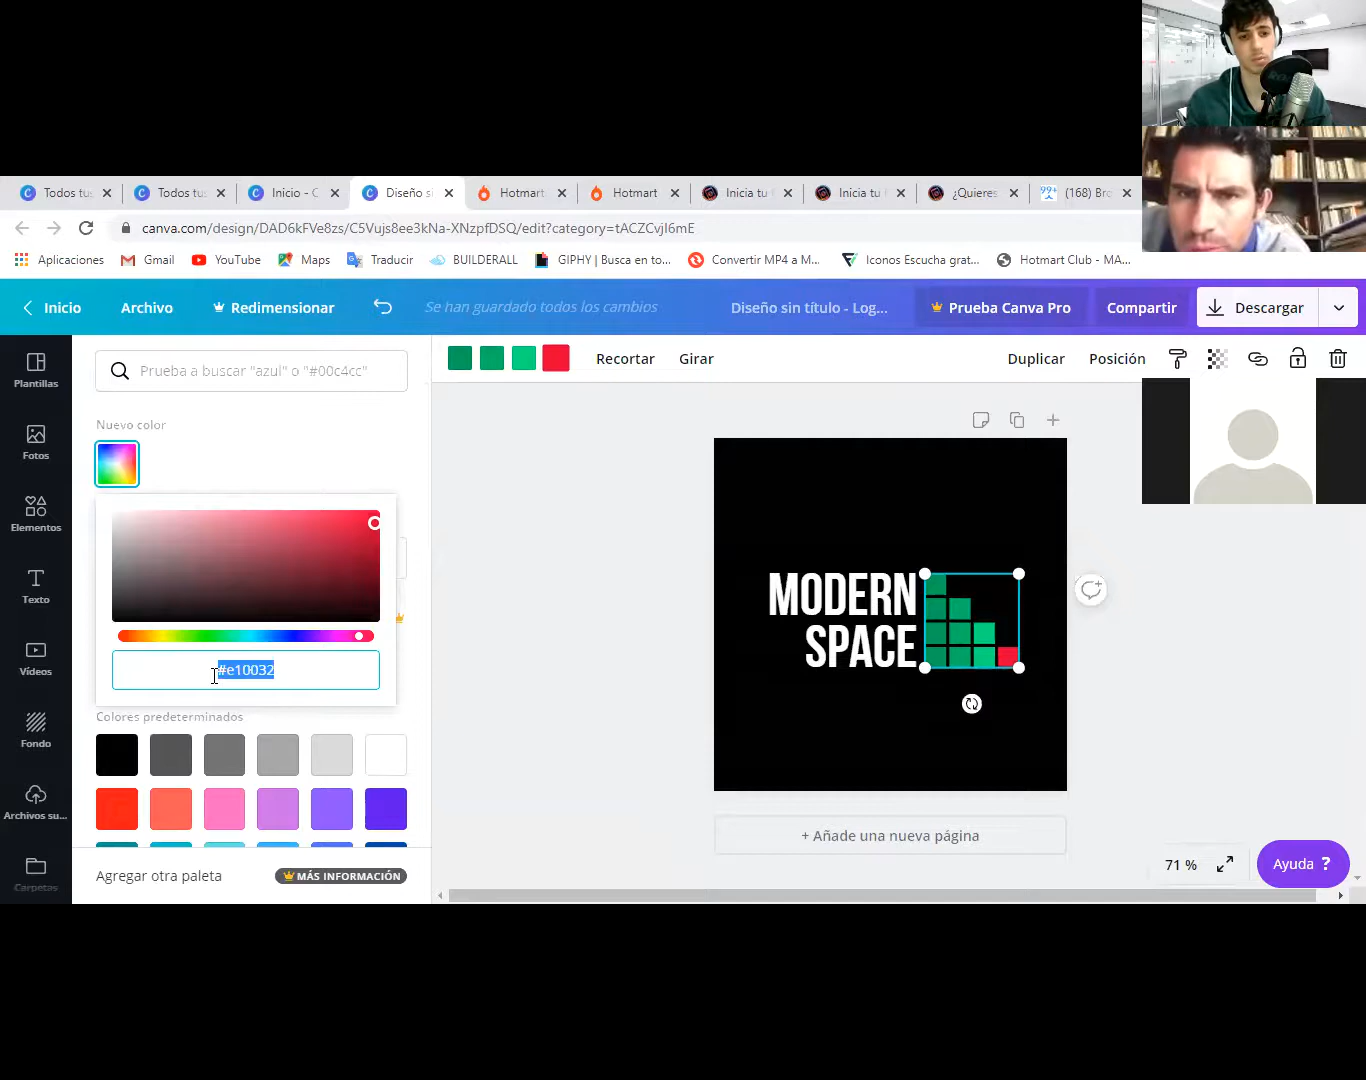 Todos tus
Todos tus
Inicio - C
Diseño si
Hotmart
Hotmart
Inicia tu
Inicia tu
¿Quieres
(168) Bro
canva.com/design/DAD6kFVe8zs/C5Vujs8ee3kNa-XNzpfDSQ/edit?category=tACZCvjI6mE
Aplicaciones
Gmail
YouTube
Maps
Traducir
BUILDERALL
GIPHY | Busca en to...
Convertir MP4 a M...
Iconos Escucha grat...
Hotmart Club - MA...
Inicio
Archivo
Redimensionar
Se han guardado todos los cambios
Diseño sin título - Log...
Prueba Canva Pro
Compartir
Descargar
Plantillas
Fotos
Elementos
Texto
Vídeos
Fondo
Archivos su...
Carpetas
Prueba a buscar "azul" o "#00c4cc"
Nuevo color
#e10032
Colores predeterminados
Agregar otra paleta
MÁS INFORMACIÓN
Recortar
Girar
Duplicar
Posición
MODERN
SPACE
+ Añade una nueva página
71 %
Ayuda ?